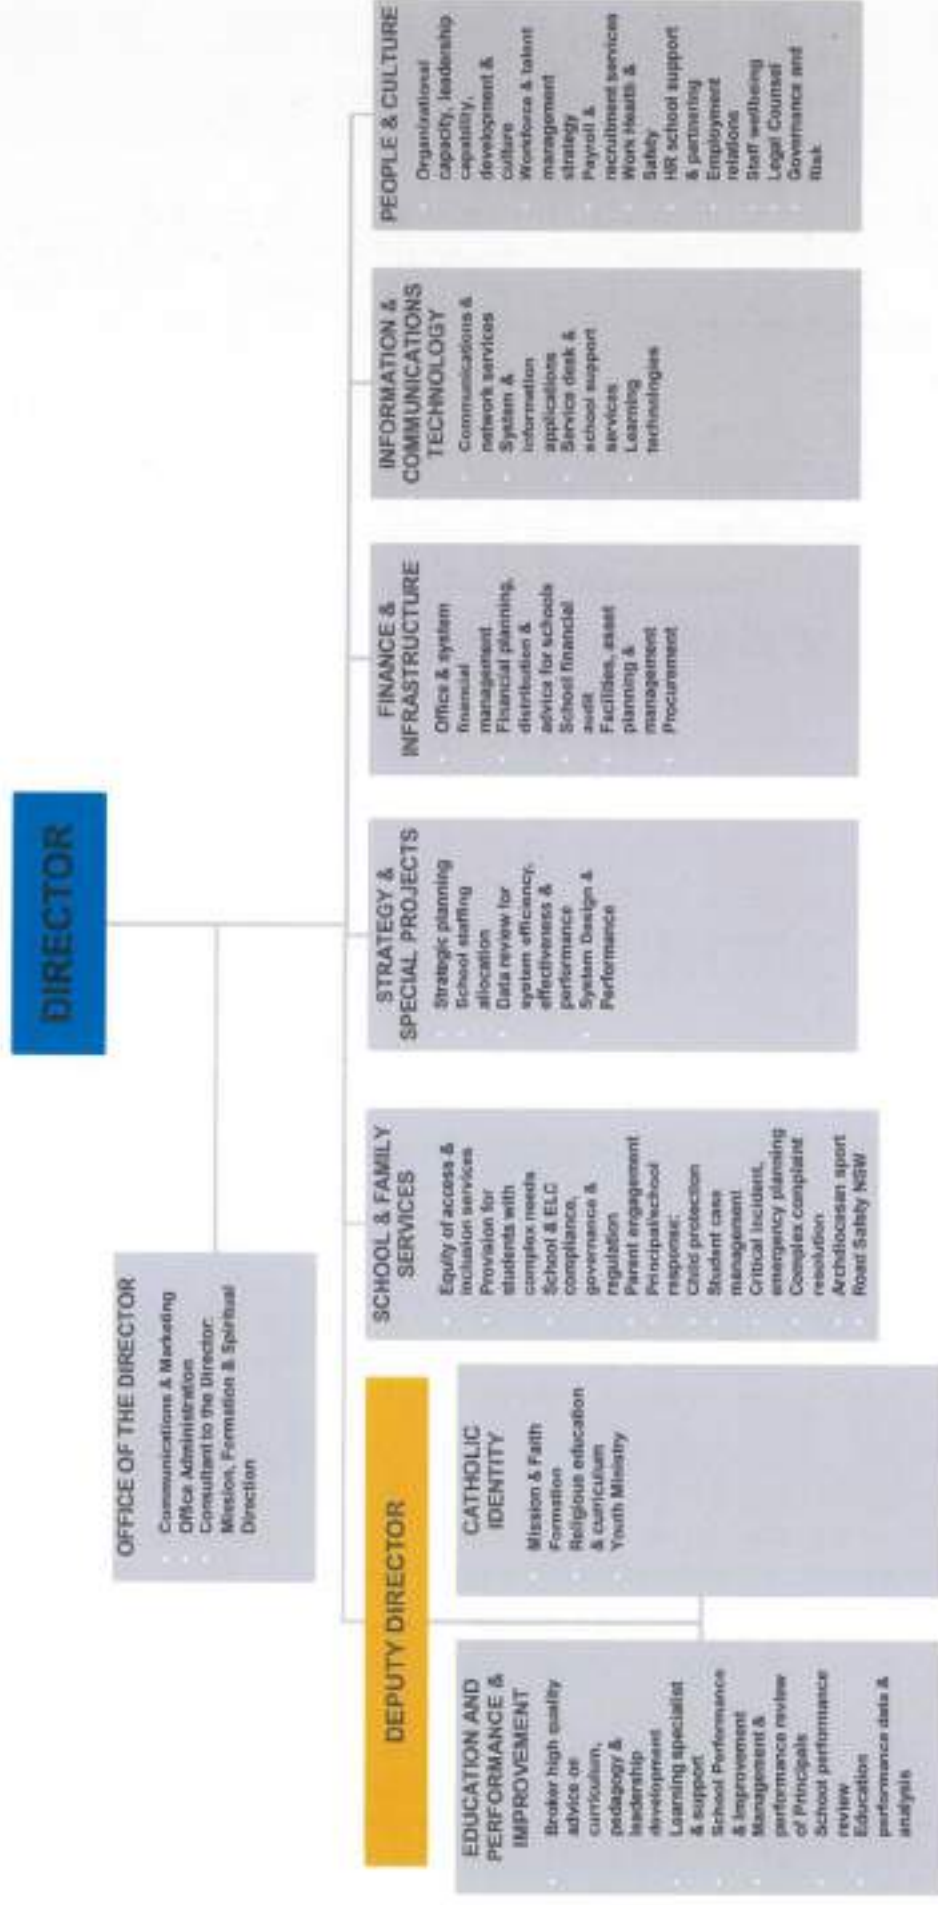 DIRECTOR
OFFICE OF THE DIRECTOR
Communications & Marketing
Office Administration
Consultant to the Director:
Mission, Formation & Spiritual
Direction
DEPUTY DIRECTOR
EDUCATION AND
PERFORMANCE &
IMPROVEMENT
Broker high quality
advice on
curriculum,
pedagogy &
leadership
development
Learning specialist
& support
School Performance
& Improvement
Management &
performance review
of Principals
School performance
review
Education
performance data &
analysis
CATHOLIC
IDENTITY
Mission & Faith
Formation
Religious education
& curriculum
Youth Ministry
SCHOOL & FAMILY
SERVICES
Equity of access &
inclusion services
Provision for
students with
complex needs
School & ELC
compliance,
governance &
regulation
Parent engagement
Principal/school
response:
Child protection
Student case
management
Critical incident,
emergency planning
Complex complaint
resolution
Archdiocesan sport
Road Safety NSW
STRATEGY &
SPECIAL PROJECTS
Strategic planning
School staffing
allocation
Data review for
system efficiency,
effectiveness &
performance
System Design &
Performance
FINANCE &
INFRASTRUCTURE
Office & system
financial
management
Financial planning,
distribution &
advice for schools
School financial
audit
Facilities, asset
planning &
management
Procurement
INFORMATION &
COMMUNICATIONS
TECHNOLOGY
Communications &
network services
System &
information
applications
Service desk &
school support
services
Learning
technologies
PEOPLE & CULTURE
Organizational
capacity, leadership
capability,
development &
culture
Workforce & talent
management
strategy
Payroll &
recruitment services
Work Health &
Safety
HR school support
& partnering
Employment
relations
Staff wellbeing
Legal Counsel
Governance and
Risk